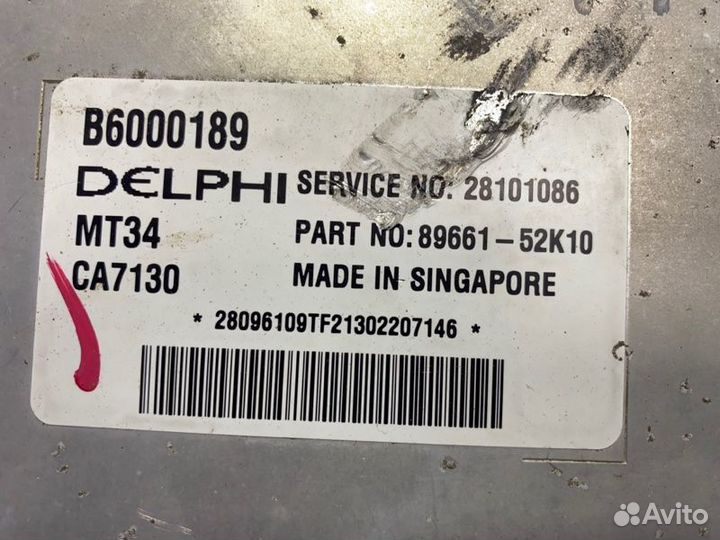 B6000189
DELPHI SERVICE NO: 28101086
MT34 PART NO: 89661-52K10
CA7130 MADE IN SINGAPORE
* 28096109TF21302207146 *
Avito